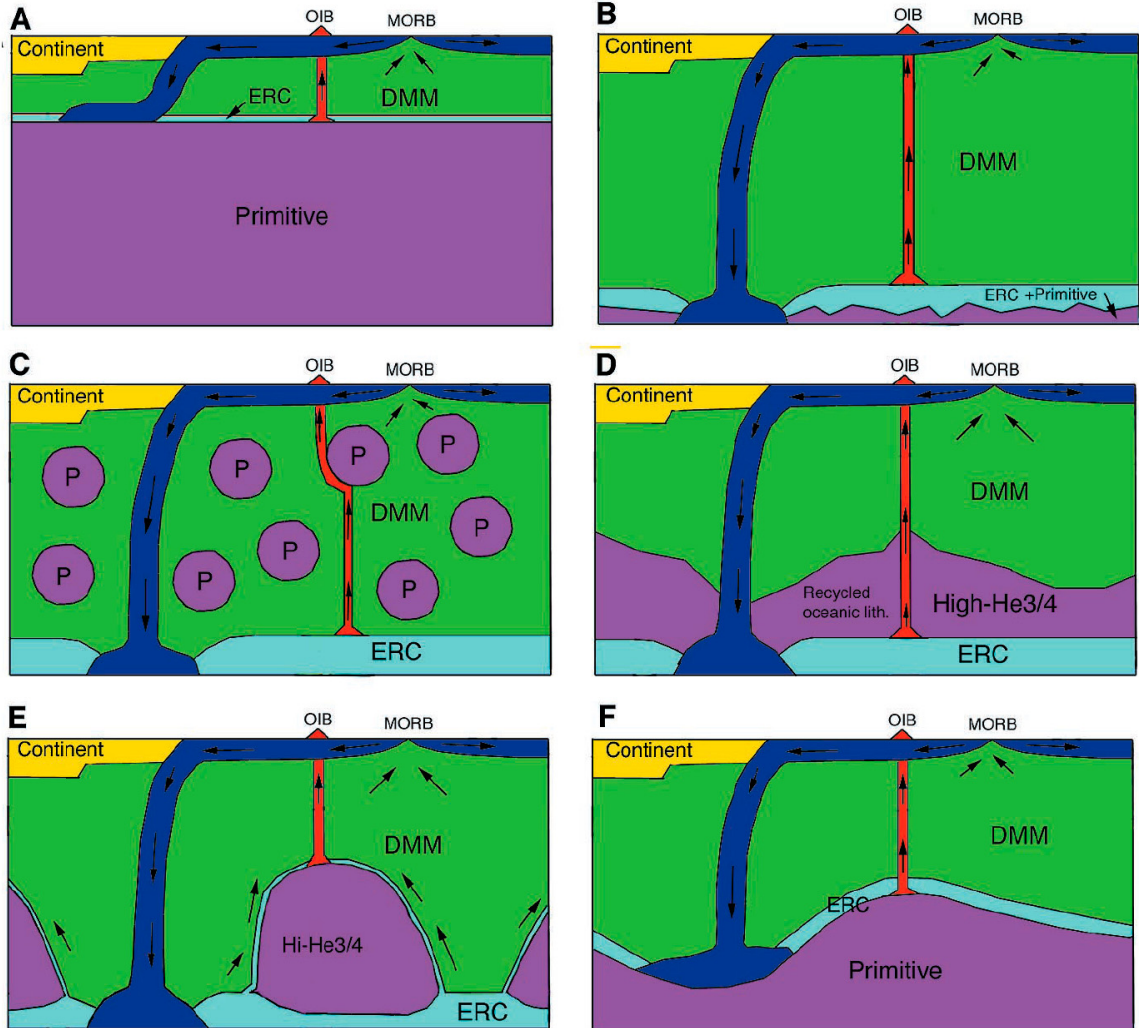 A
OIB
MORB
Continent
ERC
DMM
Primitive
B
OIB
MORB
DMM
ERC +Primitive
C
OIB
MORB
Continent
P
P
P
P
P
P
P
P
DMM
ERC
D
OIB
MORB
Continent
DMM
Recycled
oceanic lith.
High-He3/4
ERC
E
OIB
MORB
Continent
DMM
Hi-He3/4
ERC
F
OIB
MORB
Continent
DMM
ERC
Primitive